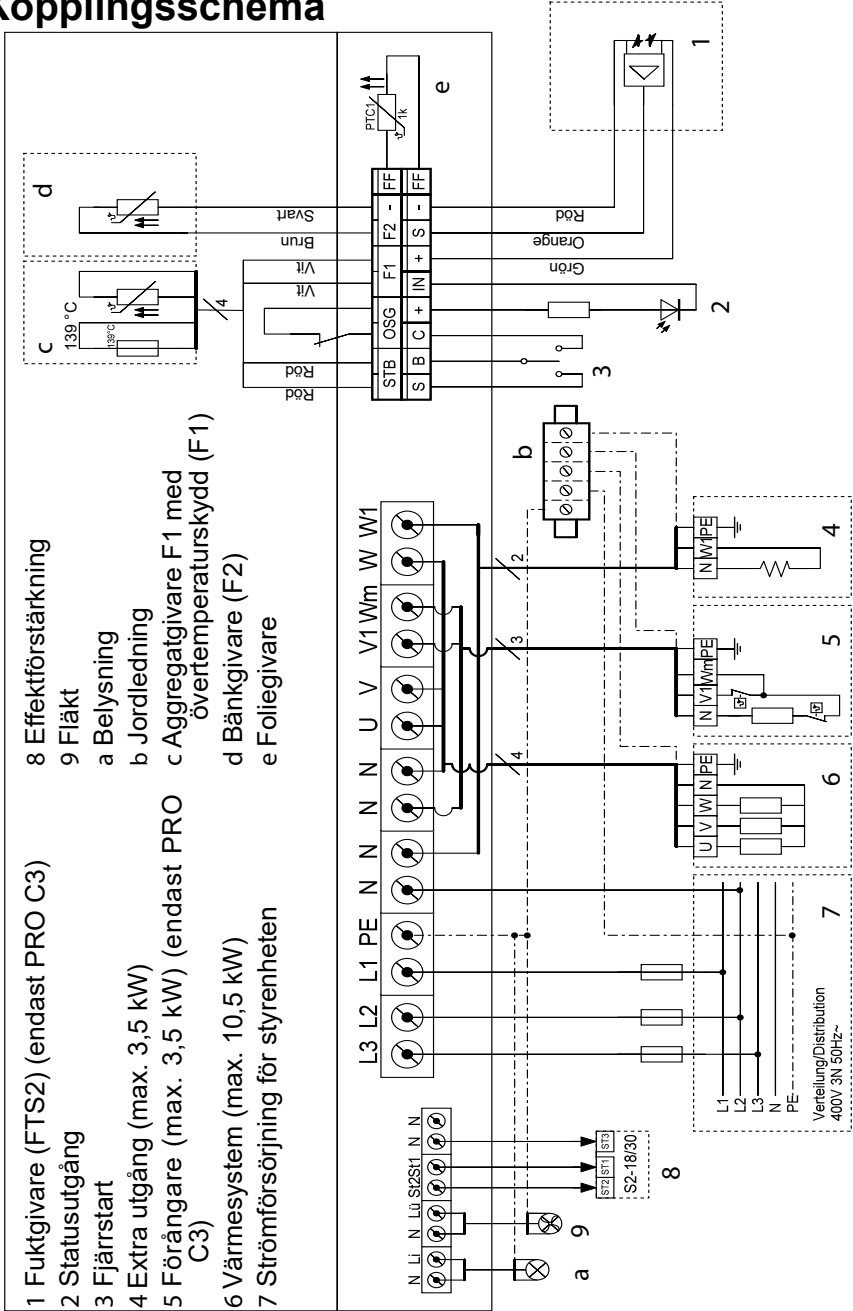 Kopplingsschema
1 Fuktgivare (FTS2) (endast PRO C3)
2 Statusutgång
3 Fjärrstart
4 Extra utgång (max. 3,5 kW)
5 Förångare (max. 3,5 kW) (endast PRO
C3)
6 Värmesystem (max. 10,5 kW)
7 Strömförsörjning för styrenheten
8 Effektförstärkning
9 Fläkt
a Belysning
b Jordledning
c Aggregatgivare F1 med
övertemperaturskydd (F1)
d Bänkgivare (F2)
e Foliegivare
c
139 °C
139°C
4
d
Röd
Röd
Vit
Vit
Brun
Svart
PTC1
1k
e
STB OSG F1 F2 - FF
S B C + IN + S - FF
Grön
Orange
Röd
1
2
3
b
N Li N Lü St2 St1 N N
L3 L2 L1 PE N N N N U V V1 Wm W W1
a
9
ST2 ST1 ST3
S2-18/30
8
4
3
2
L1
L2
L3
N
PE
Verteilung/Distribution
400V 3N 50Hz~
7
U V W N PE
6
N V1 Wm PE
5
N W1 PE
4